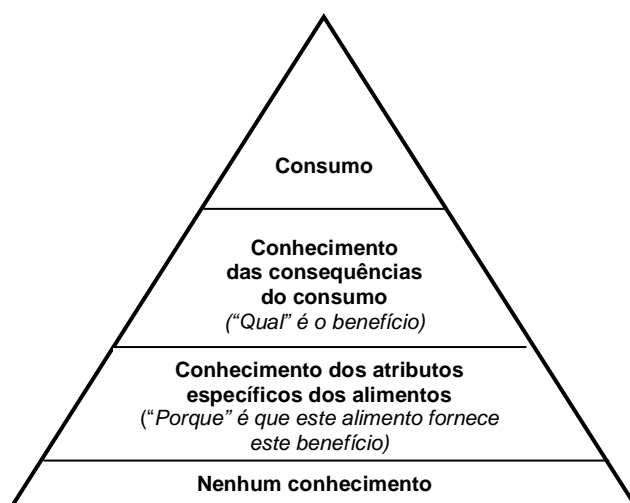 Consumo
Conhecimento
das consequências
do consumo
(“Qual” é o benefício)
Conhecimento dos atributos
específicos dos alimentos
(“Porque” é que este alimento fornece
este benefício)
Nenhum conhecimento